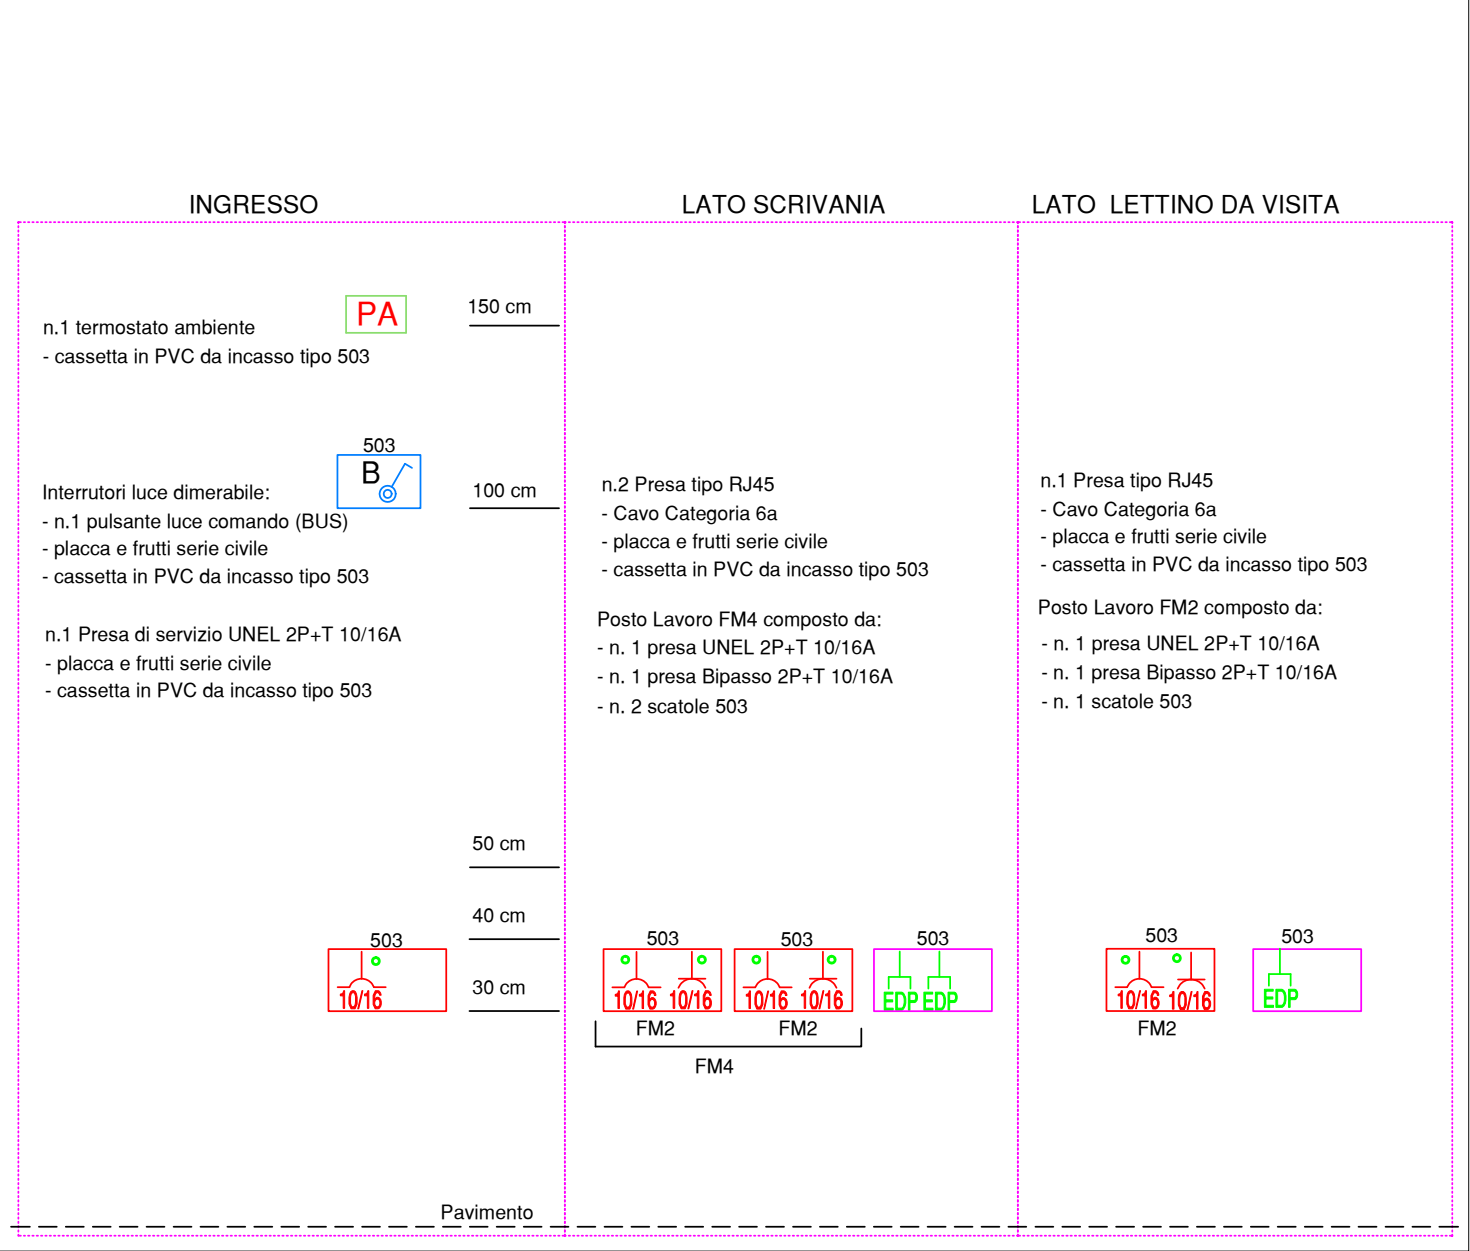 INGRESSO
n.1 termostato ambiente
- cassetta in PVC da incasso tipo 503
PA
150 cm
503
B
100 cm
Interrutori luce dimerabile:
- n.1 pulsante luce comando (BUS)
- placca e frutti serie civile
- cassetta in PVC da incasso tipo 503
n.1 Presa di servizio UNEL 2P+T 10/16A
- placca e frutti serie civile
- cassetta in PVC da incasso tipo 503
50 cm
40 cm
30 cm
503
10/16
Pavimento
LATO SCRIVANIA
n.2 Presa tipo RJ45
- Cavo Categoria 6a
- placca e frutti serie civile
- cassetta in PVC da incasso tipo 503
Posto Lavoro FM4 composto da:
- n. 1 presa UNEL 2P+T 10/16A
- n. 1 presa Bipasso 2P+T 10/16A
- n. 2 scatole 503
503 503 503
10/16 10/16 10/16 10/16 EDP EDP
FM2 FM2
FM4
LATO LETTINO DA VISITA
n.1 Presa tipo RJ45
- Cavo Categoria 6a
- placca e frutti serie civile
- cassetta in PVC da incasso tipo 503
Posto Lavoro FM2 composto da:
- n. 1 presa UNEL 2P+T 10/16A
- n. 1 presa Bipasso 2P+T 10/16A
- n. 1 scatole 503
503 503
10/16 10/16 EDP
FM2